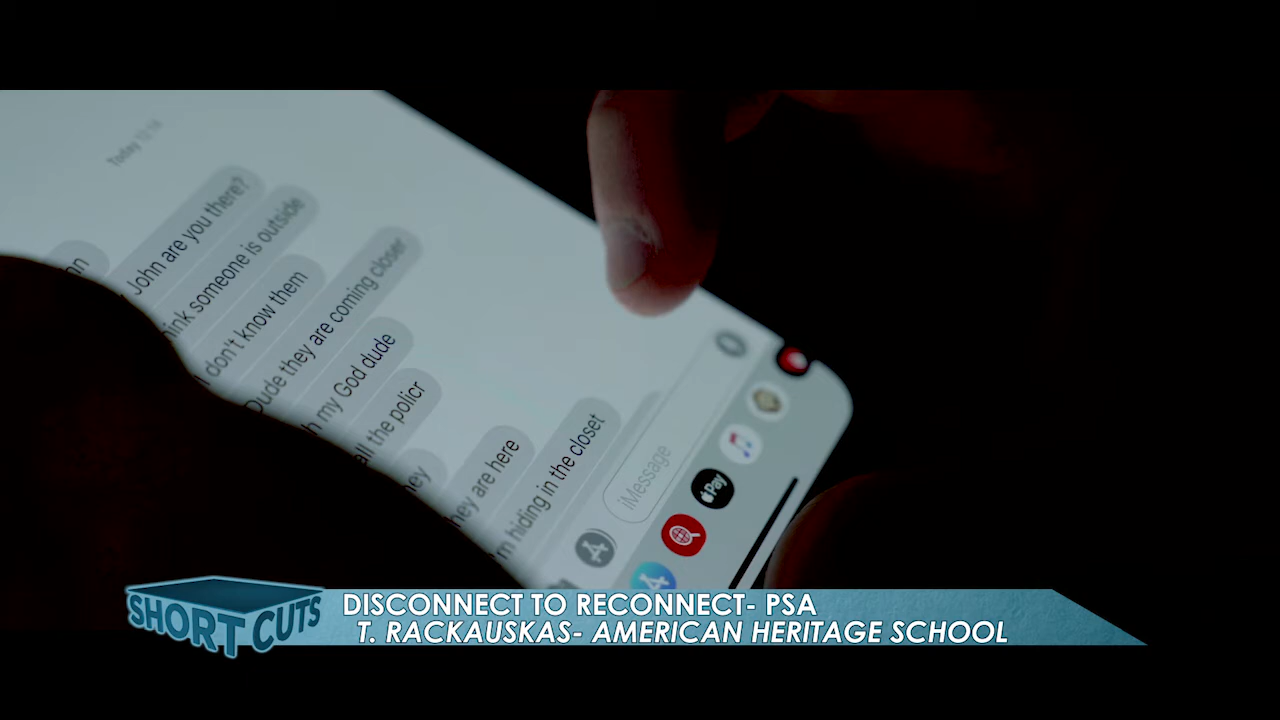 Today 13:14
John are you there?
someone is outside
don't know them
Dude they are coming closer
my God dude
the policr
are here
hiding in the closet
iMessage
Pay
SHORT CUTS
DISCONNECT TO RECONNECT- PSA
T. RACKAUSKAS- AMERICAN HERITAGE SCHOOL